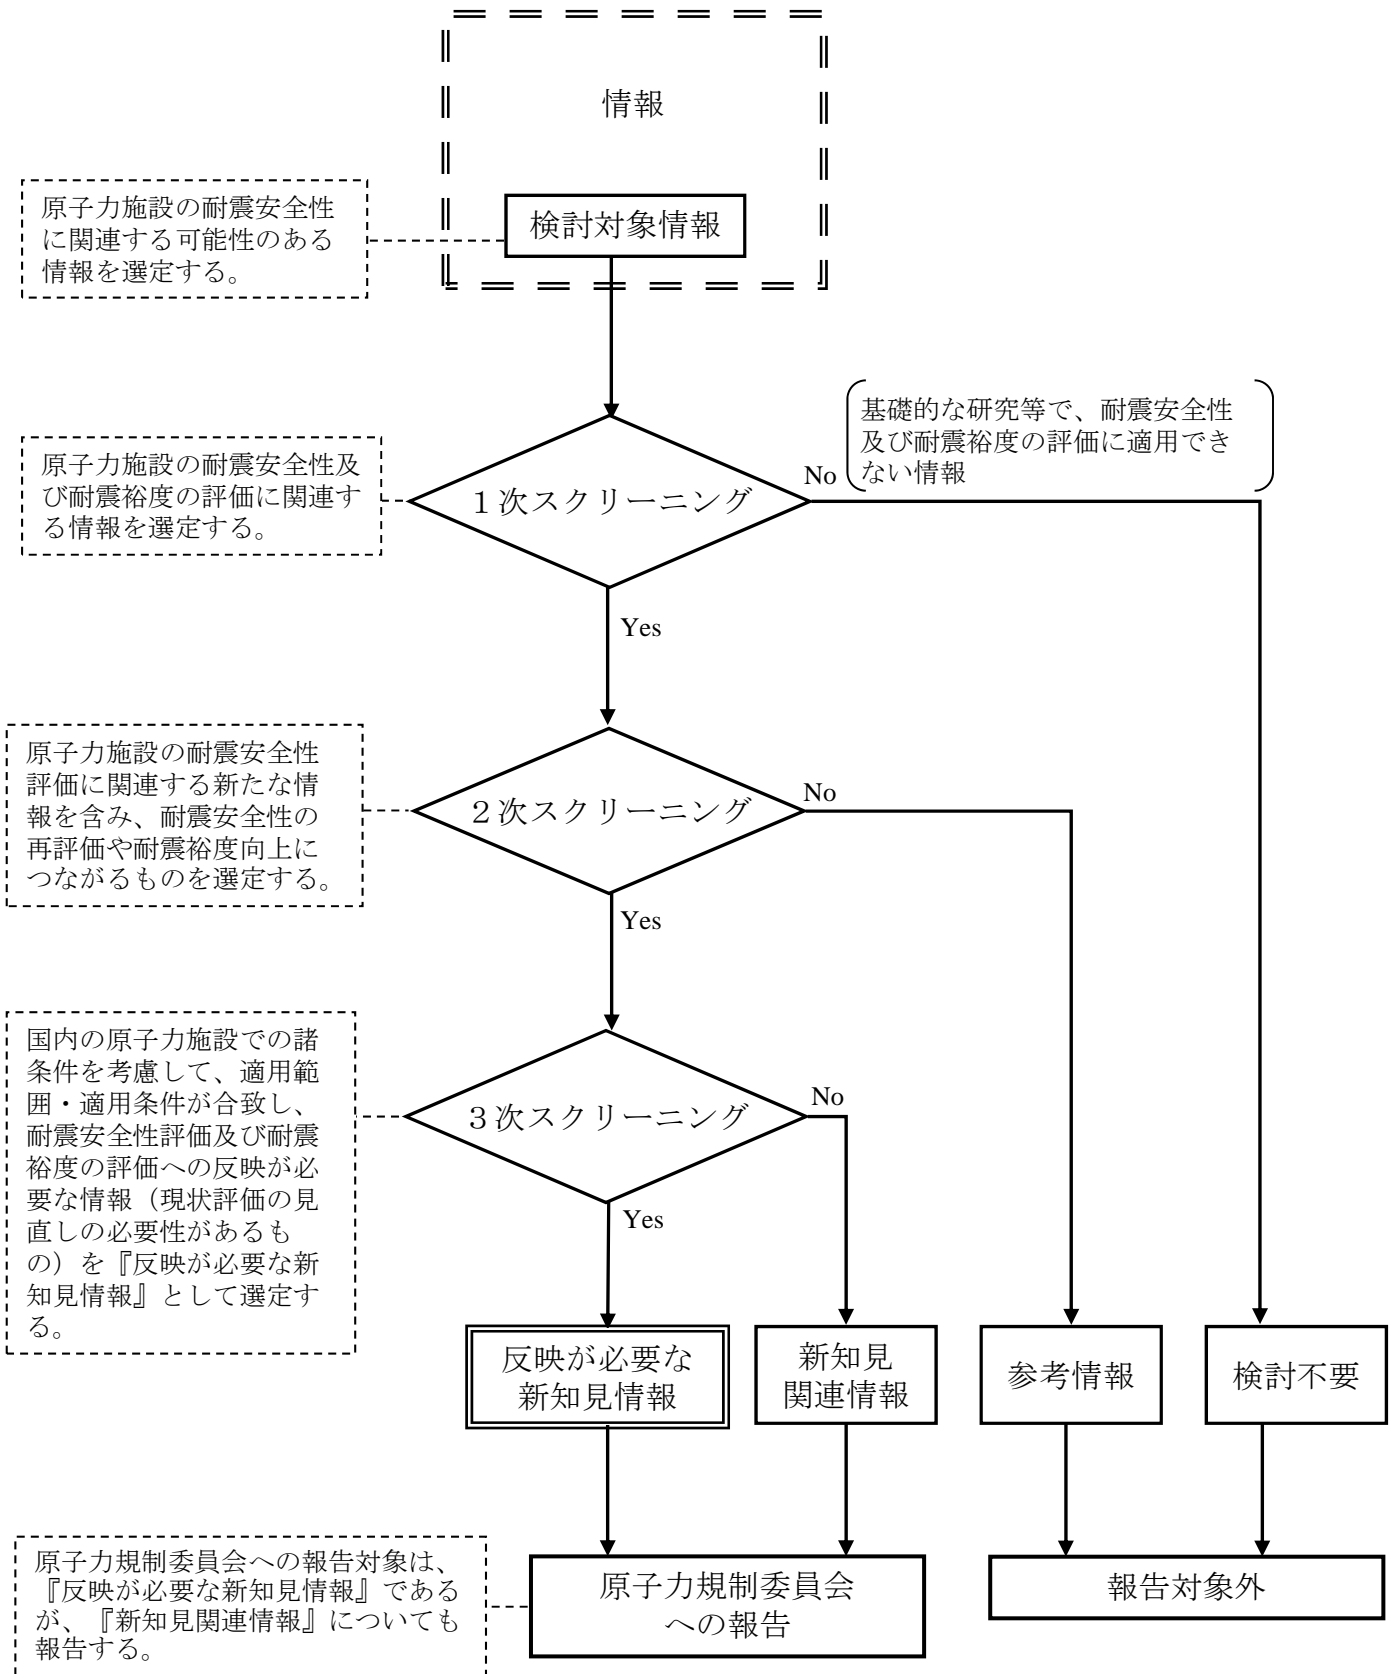 情報
原子力施設の耐震安全性
に関連する可能性のある
情報を選定する。
検討対象情報
基礎的な研究等で、耐震安全性
及び耐震裕度の評価に適用でき
ない情報
原子力施設の耐震安全性及
び耐震裕度の評価に関連す
る情報を選定する。
１次スクリーニング
No
Yes
原子力施設の耐震安全性
評価に関連する新たな情
報を含み、耐震安全性の
再評価や耐震裕度向上に
つながるものを選定する。
２次スクリーニング
No
Yes
国内の原子力施設での諸
条件を考慮して、適用範
囲・適用条件が合致し、
耐震安全性評価及び耐震
裕度の評価への反映が必
要な情報（現状評価の見
直しの必要性があるも
の）を『反映が必要な新
知見情報』として選定す
る。
３次スクリーニング
No
Yes
反映が必要な
新知見情報
新知見
関連情報
参考情報
検討不要
原子力規制委員会への報告対象は、
『反映が必要な新知見情報』である
が、『新知見関連情報』についても
報告する。
原子力規制委員会
への報告
報告対象外